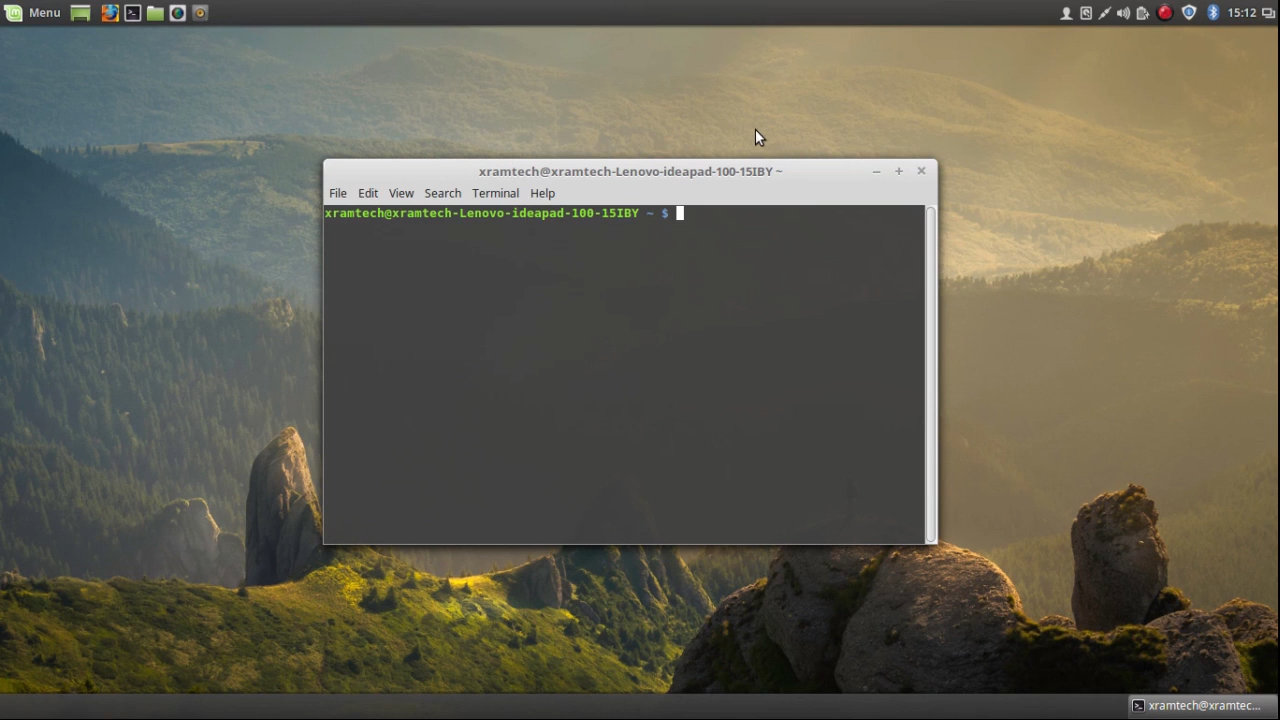 Menu
15:12
xramtech@xramtech-Lenovo-ideapad-100-15IBY ~
File Edit View Search Terminal Help
xramtech@xramtech-Lenovo-ideapad-100-15IBY ~ $
xramtech@xramtec...